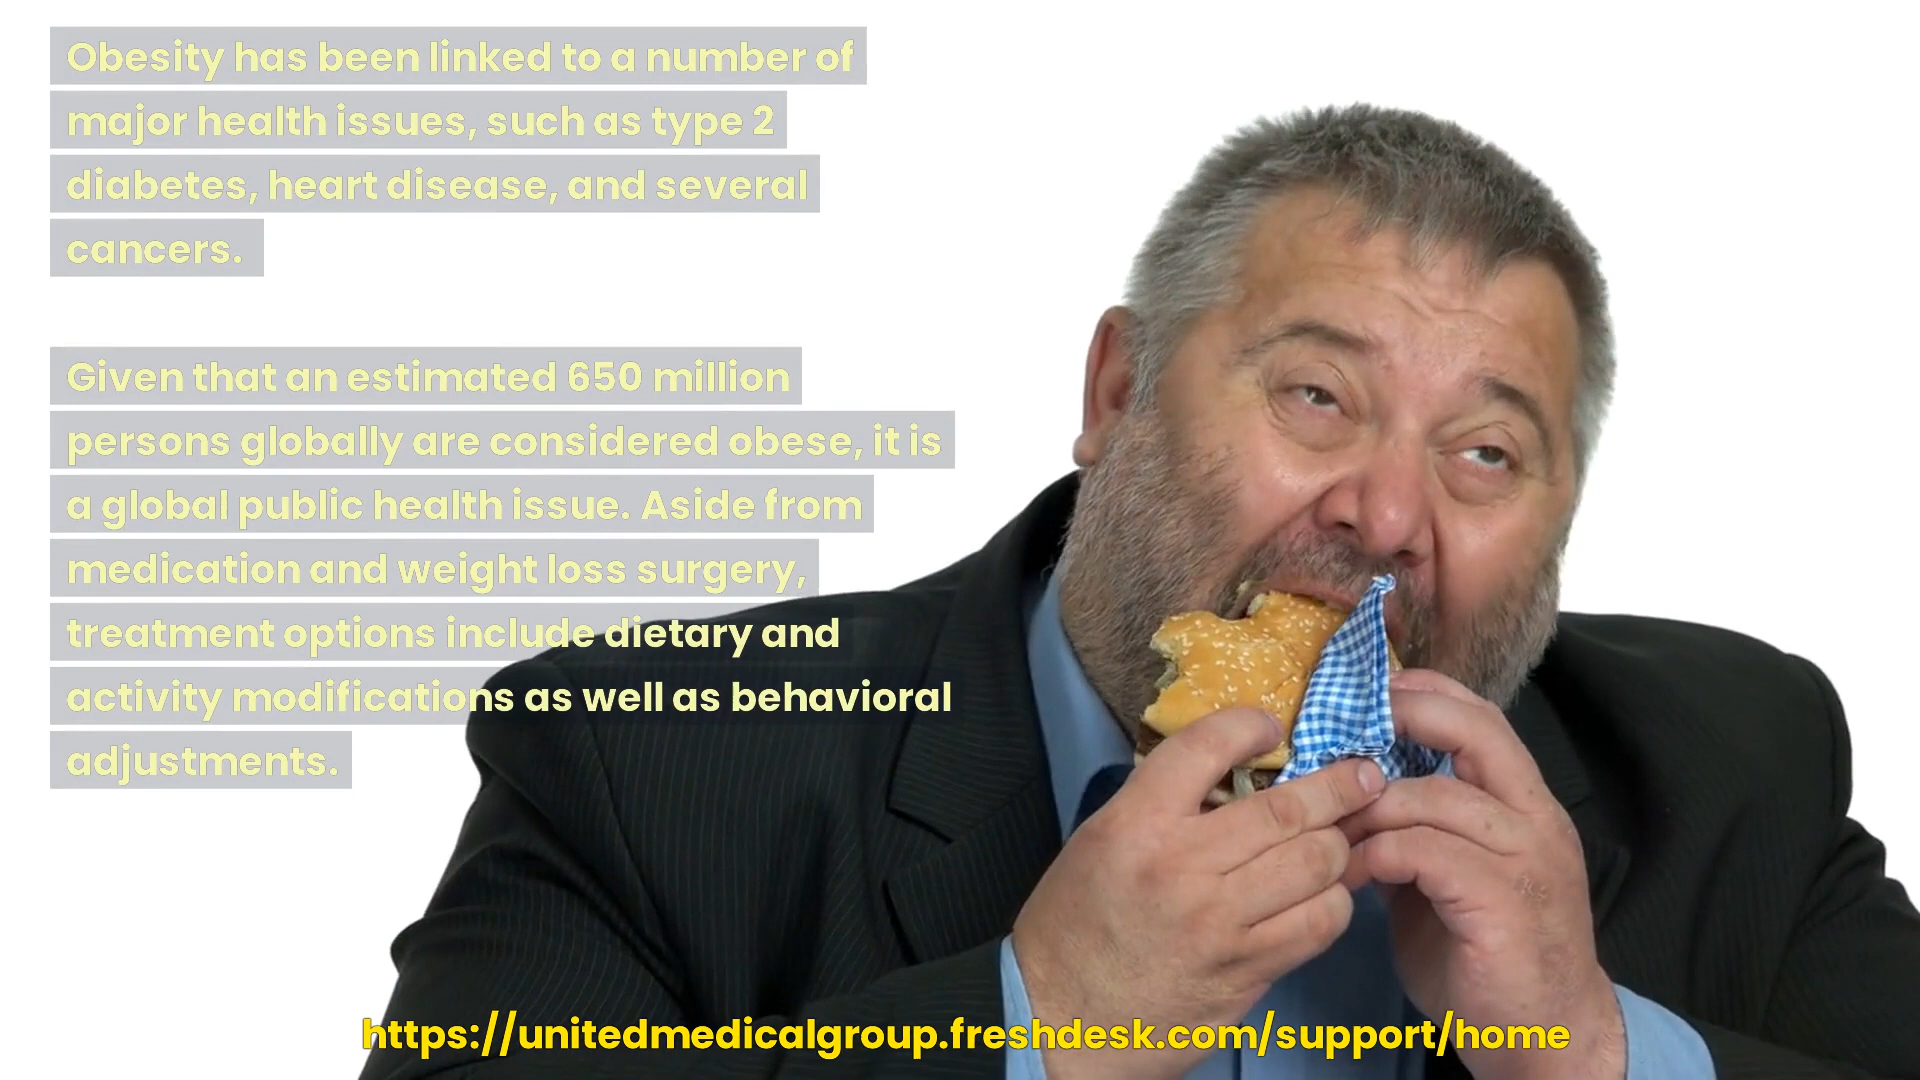 Obesity has been linked to a number of
major health issues, such as type 2
diabetes, heart disease, and several
cancers.
Given that an estimated 650 million
persons globally are considered obese, it is
a global public health issue. Aside from
medication and weight loss surgery,
treatment options include dietary and
activity modifications as well as behavioral
adjustments.
https://unitedmedicalgroup.freshdesk.com/support/home